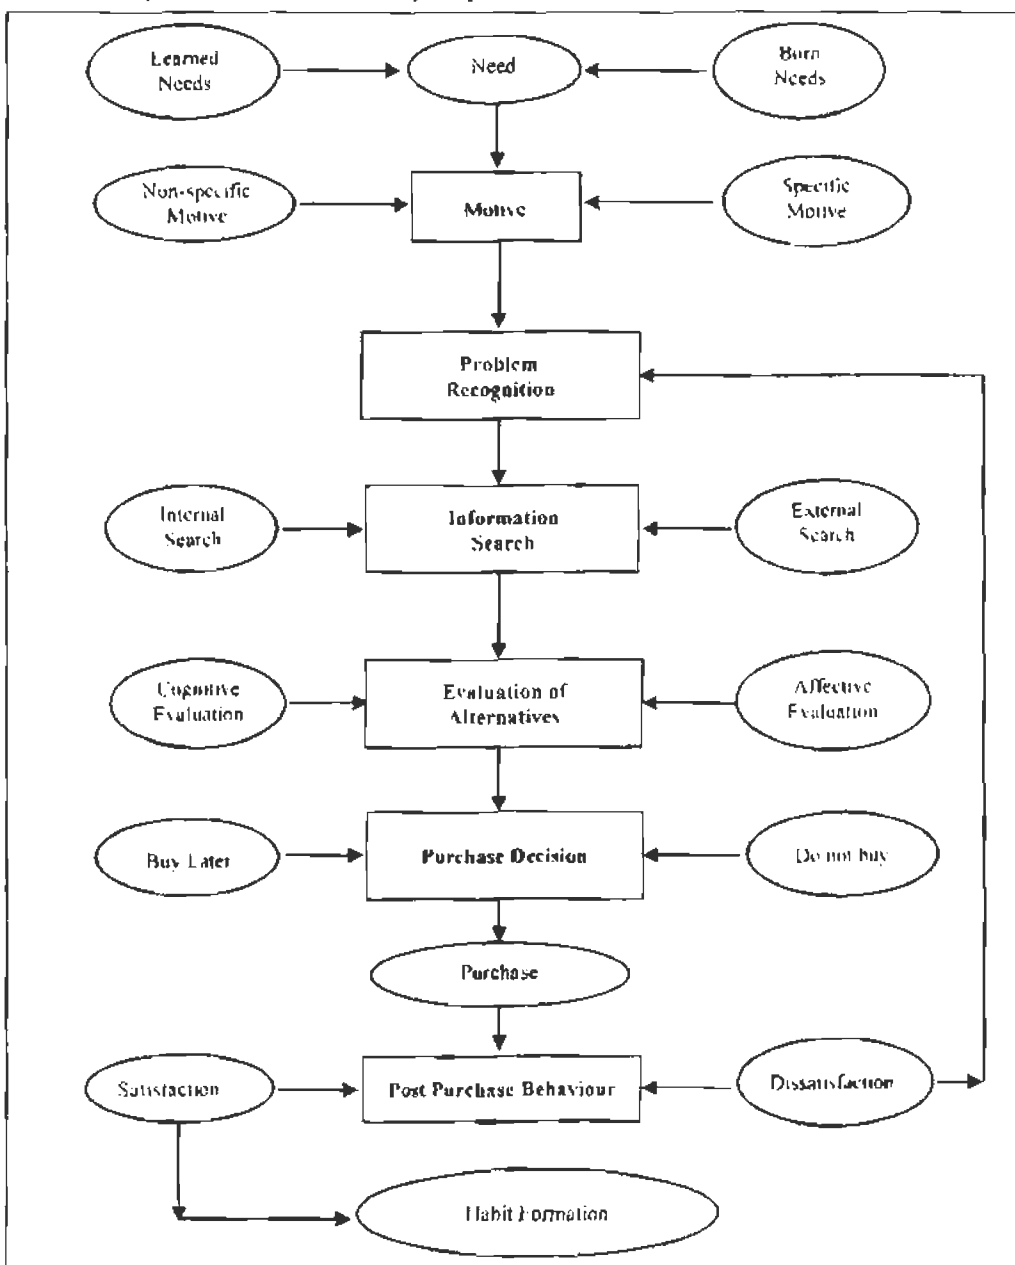 Learned
Needs
Need
Born
Needs
Non-specific
Motive
Motive
Specific
Motive
Problem
Recognition
Internal
Search
Information
Search
External
Search
Cognitive
Evaluation
Evaluation of
Alternatives
Affective
Evaluation
Buy Later
Purchase Decision
Do not buy
Purchase
Satisfaction
Post Purchase Behaviour
Dissatisfaction
Habit Formation